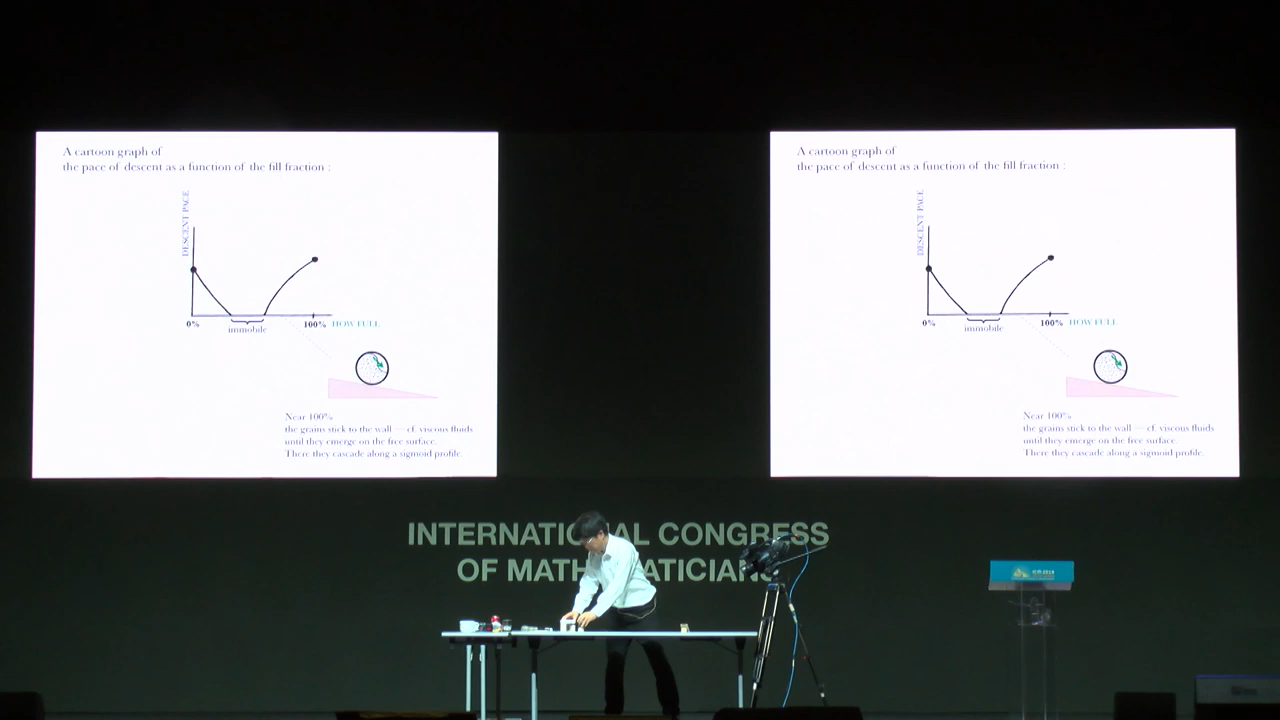 A cartoon graph of
the pace of descent as a function of the fill fraction :
DESCENT PACE
0%
immobile
100%
HOW FULL
Near 100%
the grains stick to the wall — cf. viscous fluids
until they emerge on the free surface.
There they cascade along a sigmoid profile.
A cartoon graph of
the pace of descent as a function of the fill fraction :
DESCENT PACE
0%
immobile
100%
HOW FULL
Near 100%
the grains stick to the wall — cf. viscous fluids
until they emerge on the free surface.
There they cascade along a sigmoid profile.
INTERNATIONAL CONGRESS
OF MATHEMATICIANS
ICM 2018